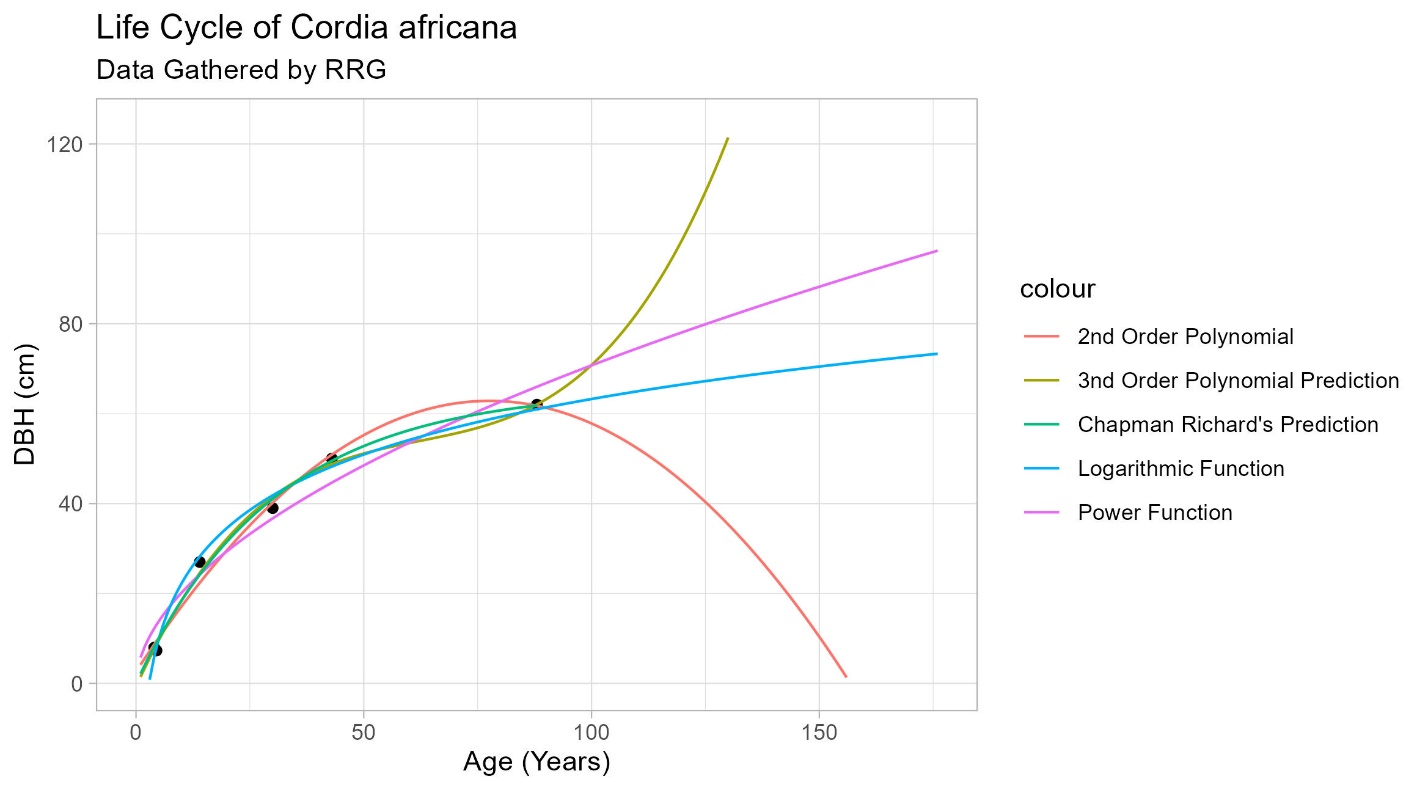 Life Cycle of Cordia africana
Data Gathered by RRG
120
80
40
0
DBH (cm)
0
50
100
150
Age (Years)
colour
2nd Order Polynomial
3nd Order Polynomial Prediction
Chapman Richard's Prediction
Logarithmic Function
Power Function